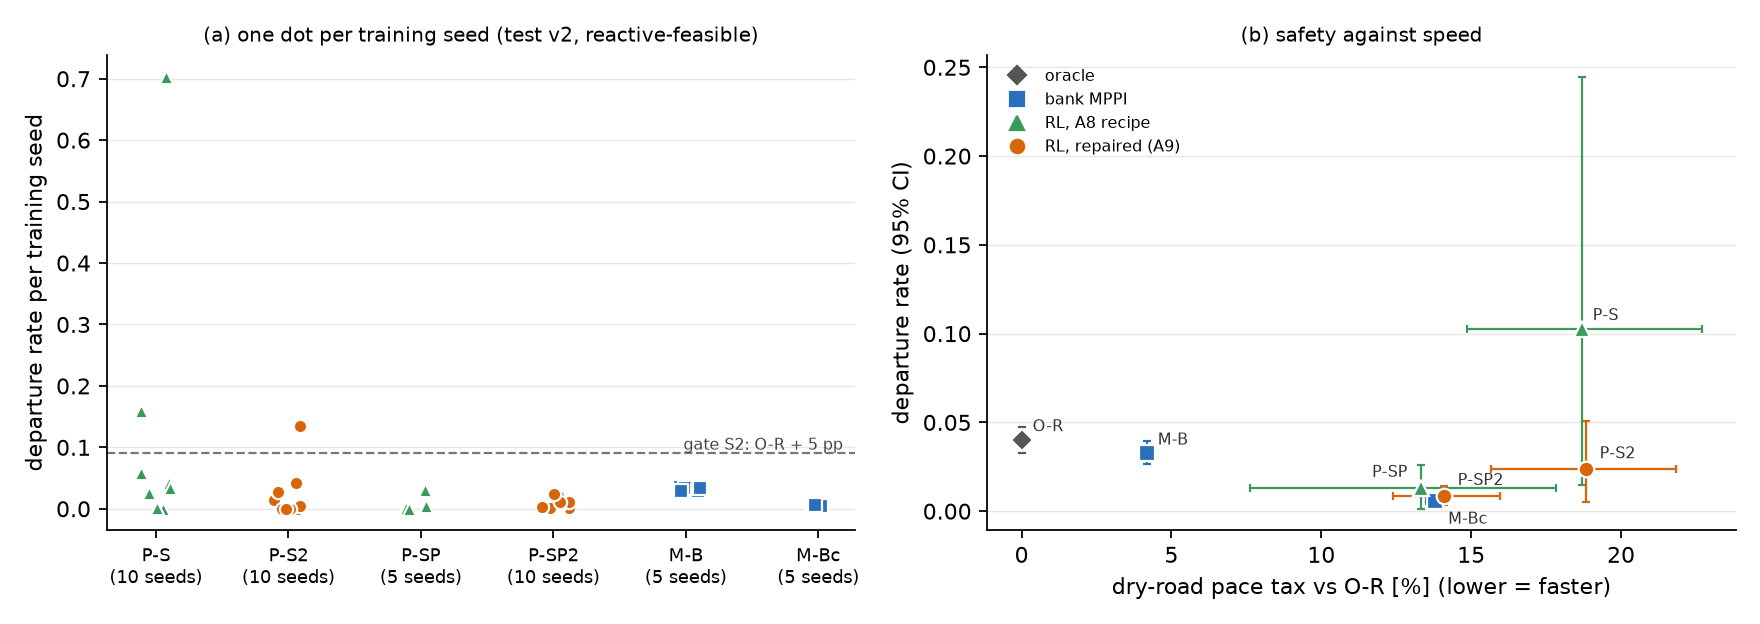 (a) one dot per training seed (test v2, reactive-feasible)
departure rate per training seed
0.7
0.6
0.5
0.4
0.3
0.2
0.1
0.0
gate S2: O-R + 5 pp
P-S
(10 seeds)
P-S2
(10 seeds)
P-SP
(5 seeds)
P-SP2
(10 seeds)
M-B
(5 seeds)
M-Bc
(5 seeds)
(b) safety against speed
departure rate (95% CI)
0.25
0.20
0.15
0.10
0.05
0.00
oracle
bank MPPI
RL, A8 recipe
RL, repaired (A9)
P-S
O-R
M-B
P-S2
P-SP
P-SP2
M-Bc
0
5
10
15
20
dry-road pace tax vs O-R [%] (lower = faster)